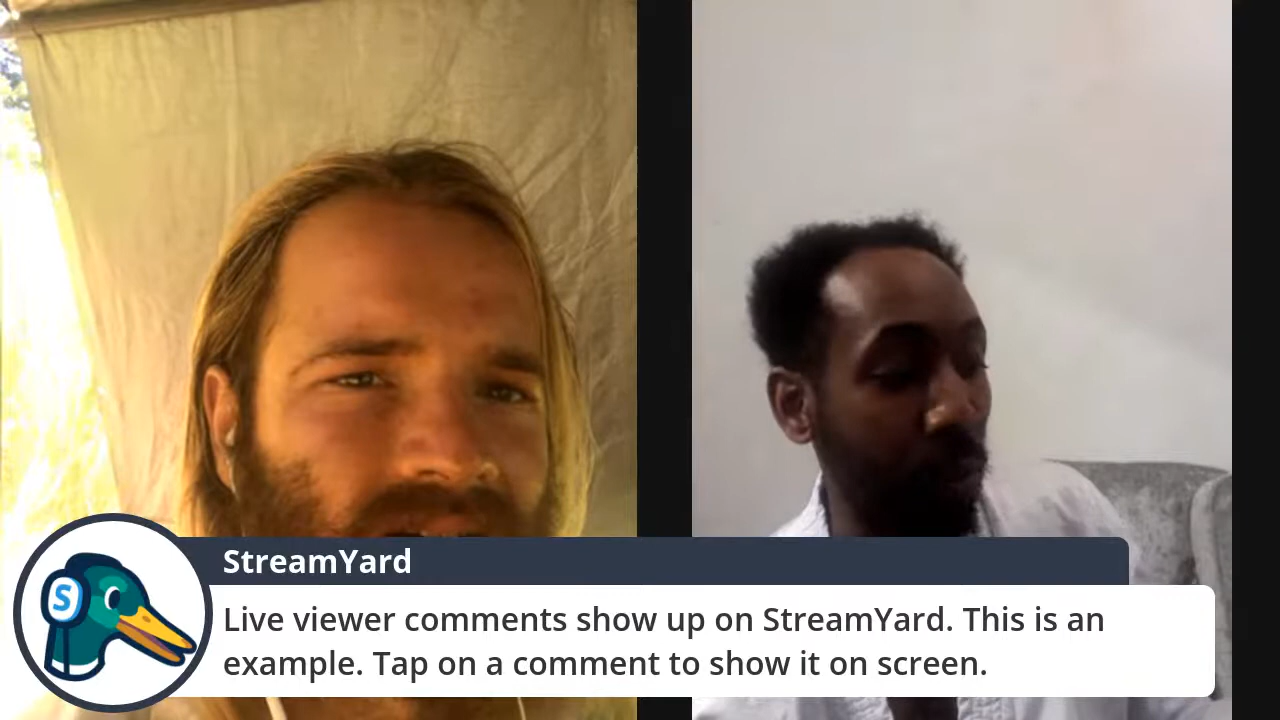 StreamYard
Live viewer comments show up on StreamYard. This is an
example. Tap on a comment to show it on screen.
S